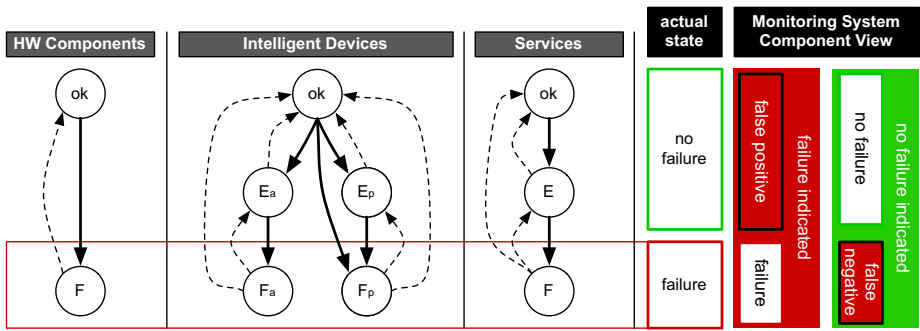 HW Components
Intelligent Devices
Services
actual
state
Monitoring System
Component View
ok
F
ok
Ea
Ep
Fa
Fp
ok
E
F
no
failure
failure
false positive
failure
failure indicated
no failure
false
negative
no failure indicated